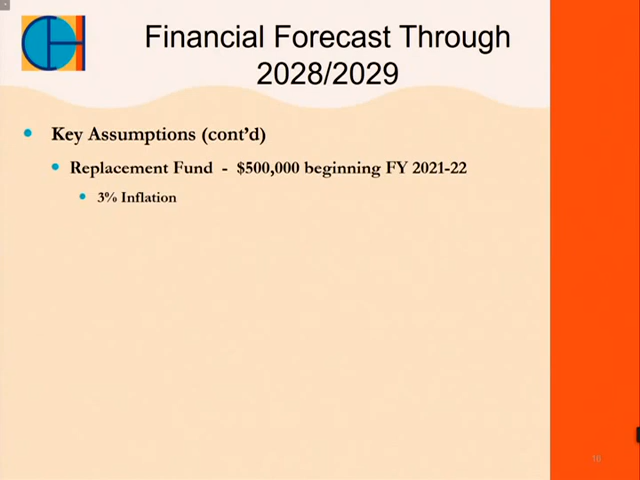 Financial Forecast Through
2028/2029
Key Assumptions (cont'd)
Replacement Fund - $500,000 beginning FY 2021-22
3% Inflation
16